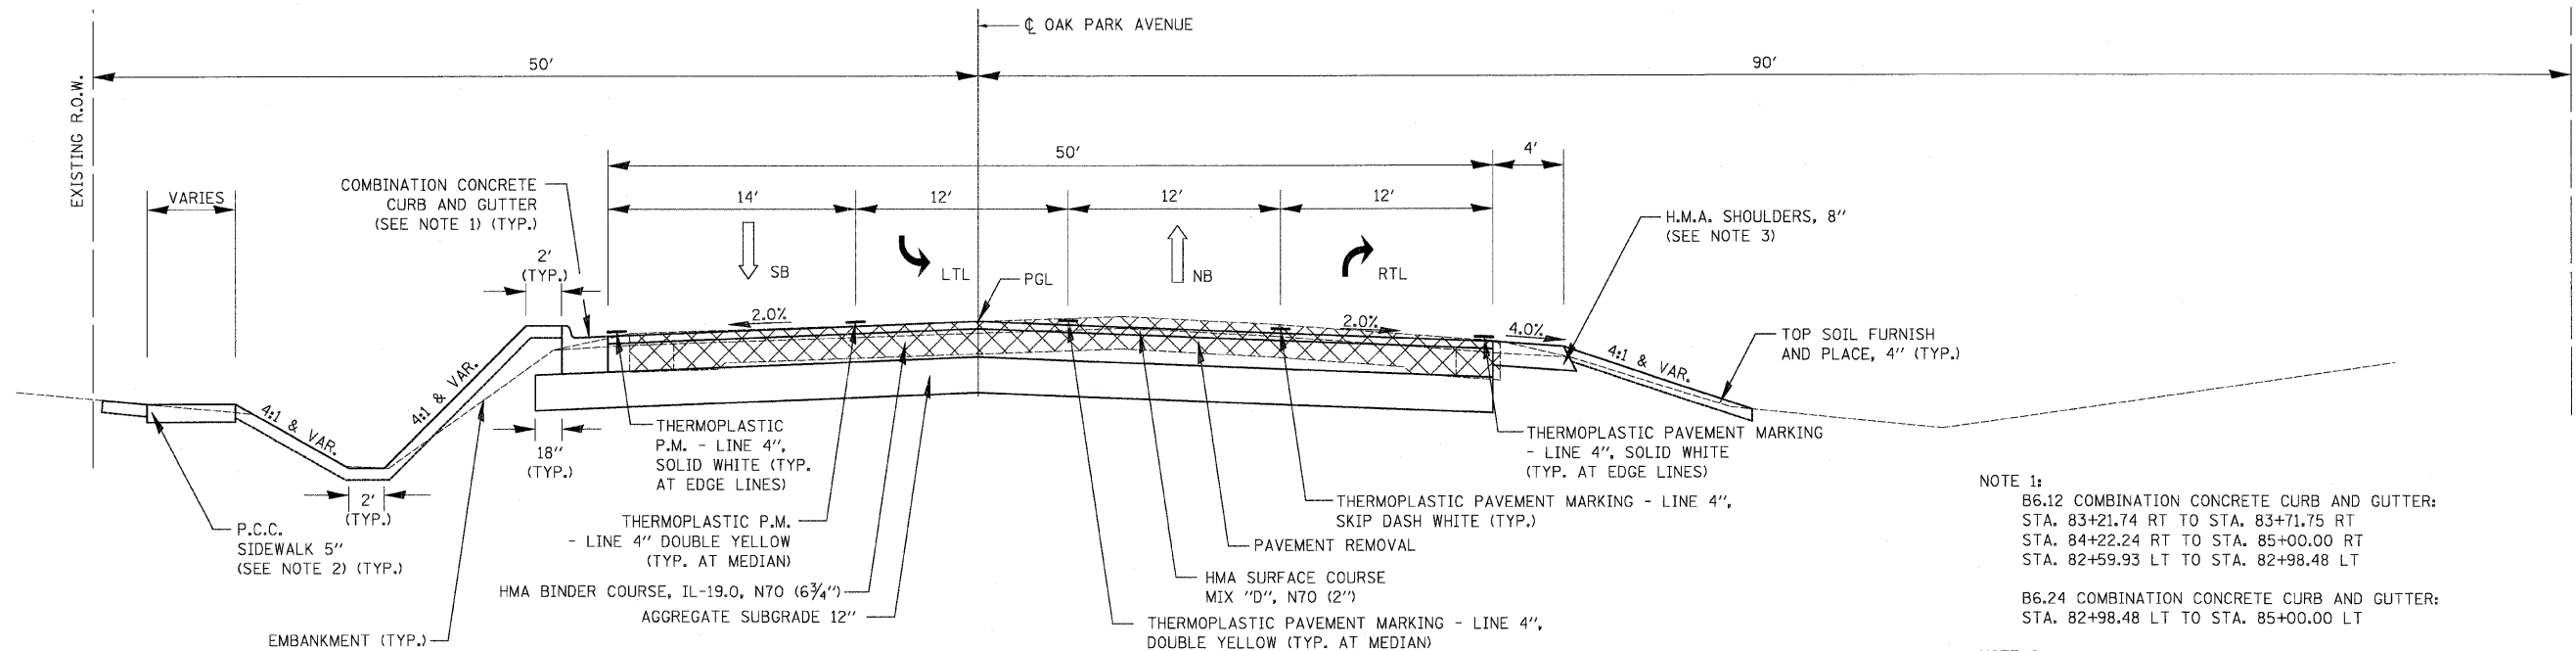 ℄ OAK PARK AVENUE
50'
90'
EXISTING R.O.W.
50'
4'
COMBINATION CONCRETE
CURB AND GUTTER
(SEE NOTE 1) (TYP.)
VARIES
14'
12'
12'
12'
H.M.A. SHOULDERS, 8"
(SEE NOTE 3)
2'
(TYP.)
SB
LTL
PGL
NB
RTL
2.0%
2.0%
4.0%
TOP SOIL FURNISH
AND PLACE, 4" (TYP.)
4:1 & VAR.
4:1 & VAR.
4:1 & VAR.
18"
(TYP.)
2'
(TYP.)
THERMOPLASTIC
P.M. - LINE 4",
SOLID WHITE (TYP.
AT EDGE LINES)
THERMOPLASTIC PAVEMENT MARKING
- LINE 4", SOLID WHITE
(TYP. AT EDGE LINES)
P.C.C.
SIDEWALK 5"
(SEE NOTE 2) (TYP.)
THERMOPLASTIC P.M.
- LINE 4" DOUBLE YELLOW
(TYP. AT MEDIAN)
THERMOPLASTIC PAVEMENT MARKING - LINE 4",
SKIP DASH WHITE (TYP.)
PAVEMENT REMOVAL
HMA BINDER COURSE, IL-19.0, N70 (6¾")
HMA SURFACE COURSE
MIX "D", N70 (2")
AGGREGATE SUBGRADE 12"
EMBANKMENT (TYP.)
THERMOPLASTIC PAVEMENT MARKING - LINE 4",
DOUBLE YELLOW (TYP. AT MEDIAN)
NOTE 1:
B6.12 COMBINATION CONCRETE CURB AND GUTTER:
STA. 83+21.74 RT TO STA. 83+71.75 RT
STA. 84+22.24 RT TO STA. 85+00.00 RT
STA. 82+59.93 LT TO STA. 82+98.48 LT
B6.24 COMBINATION CONCRETE CURB AND GUTTER:
STA. 82+98.48 LT TO STA. 85+00.00 LT